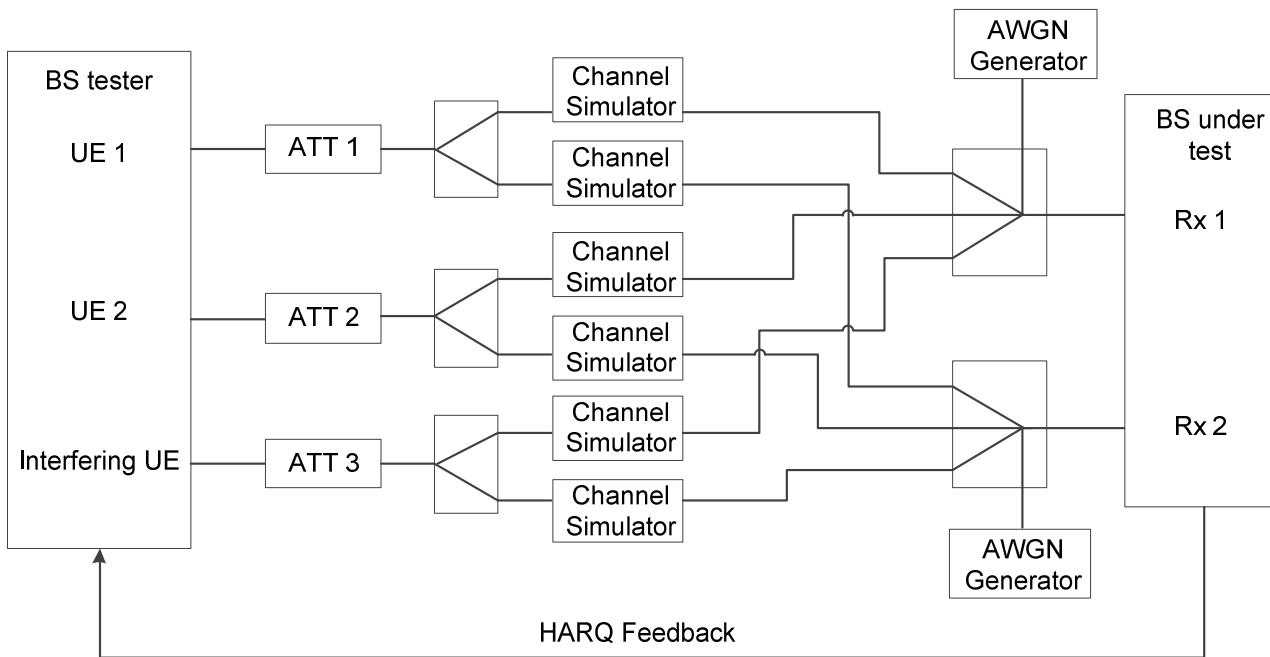 BS tester
UE 1
UE 2
Interfering UE
ATT 1
ATT 2
ATT 3
Channel
Simulator
Channel
Simulator
Channel
Simulator
Channel
Simulator
Channel
Simulator
Channel
Simulator
AWGN
Generator
AWGN
Generator
BS under
test
Rx 1
Rx 2
HARQ Feedback